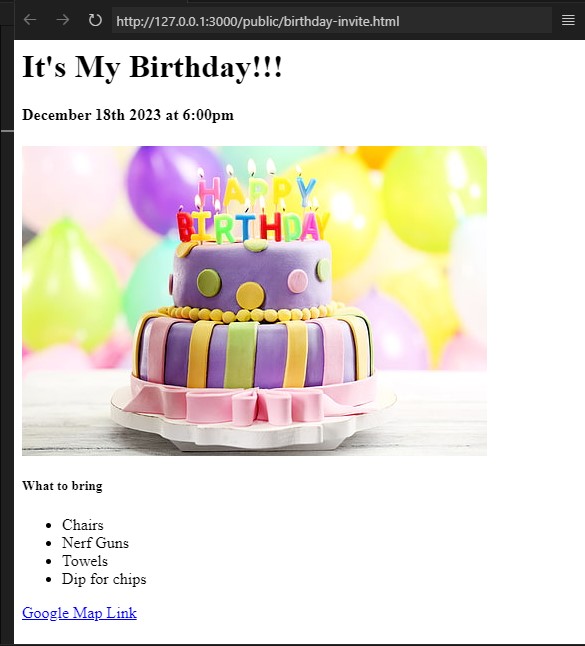 http://127.0.0.1:3000/public/birthday-invite.html
It's My Birthday!!!
December 18th 2023 at 6:00pm
HAPPY
BIRTHDAY
What to bring
Chairs
Nerf Guns
Towels
Dip for chips
Google Map Link